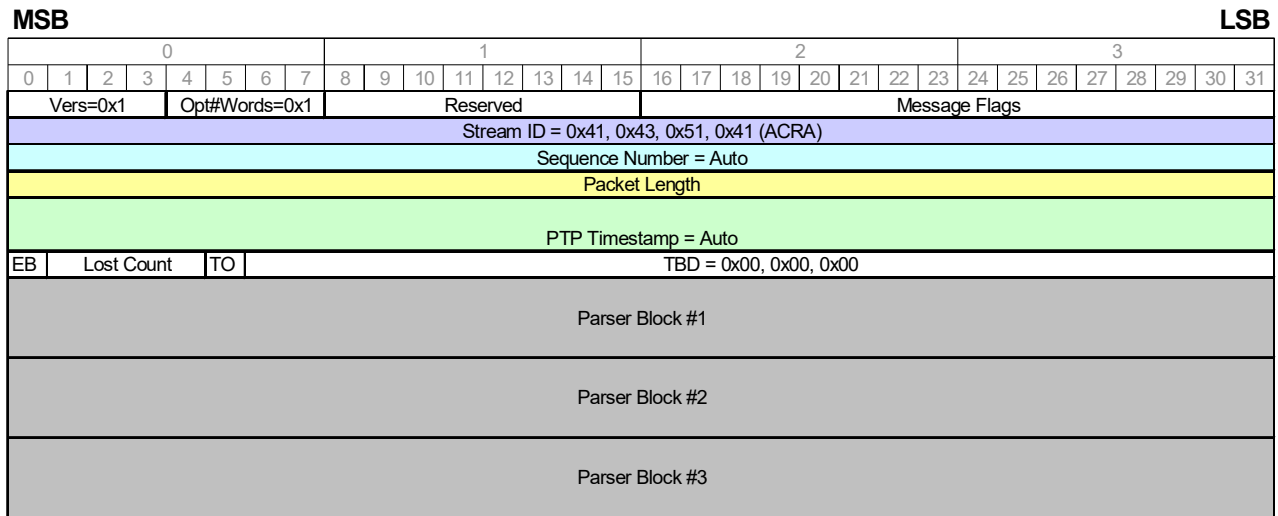 MSB LSB
0 1 2 3
0 1 2 3 4 5 6 7 8 9 10 11 12 13 14 15 16 17 18 19 20 21 22 23 24 25 26 27 28 29 30 31
Vers=0x1 Opt#Words=0x1 Reserved Message Flags
Stream ID = 0x41, 0x43, 0x51, 0x41 (ACRA)
Sequence Number = Auto
Packet Length
PTP Timestamp = Auto
EB Lost Count TO TBD = 0x00, 0x00, 0x00
Parser Block #1
Parser Block #2
Parser Block #3